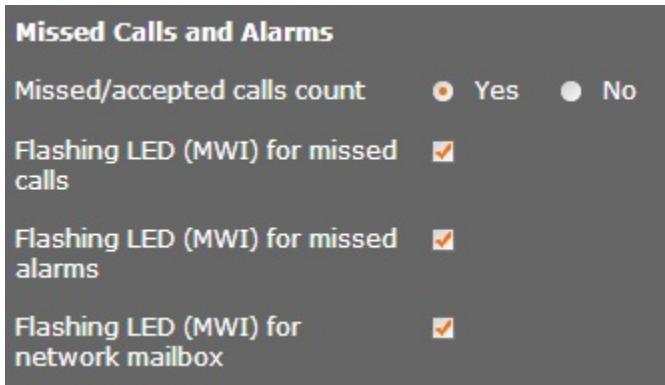 Missed Calls and Alarms
Missed/accepted calls count Yes No
Flashing LED (MWI) for missed
calls
Flashing LED (MWI) for missed
alarms
Flashing LED (MWI) for
network mailbox